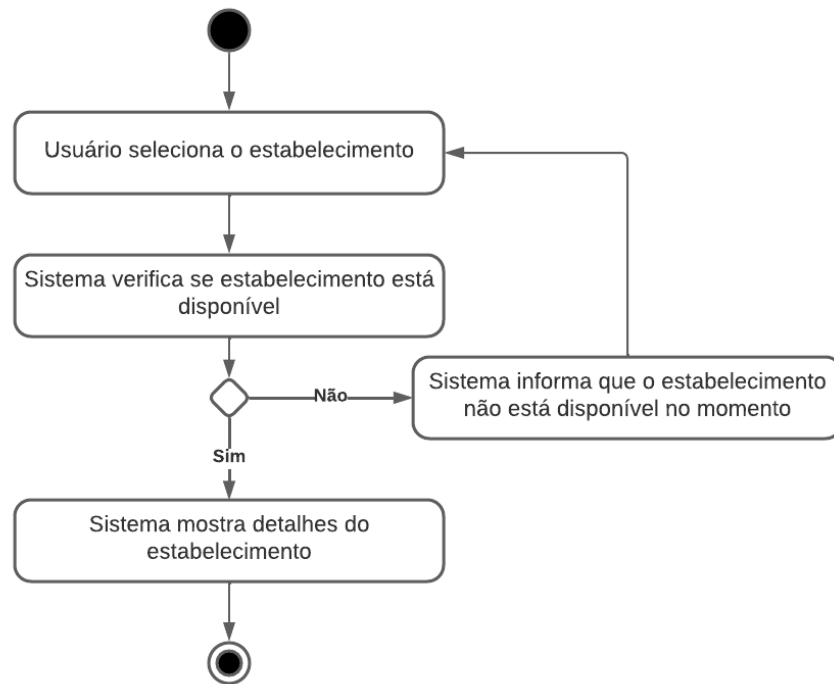 Usuário seleciona o estabelecimento
Sistema verifica se estabelecimento está
disponível
Não
Sistema informa que o estabelecimento
não está disponível no momento
Sim
Sistema mostra detalhes do
estabelecimento